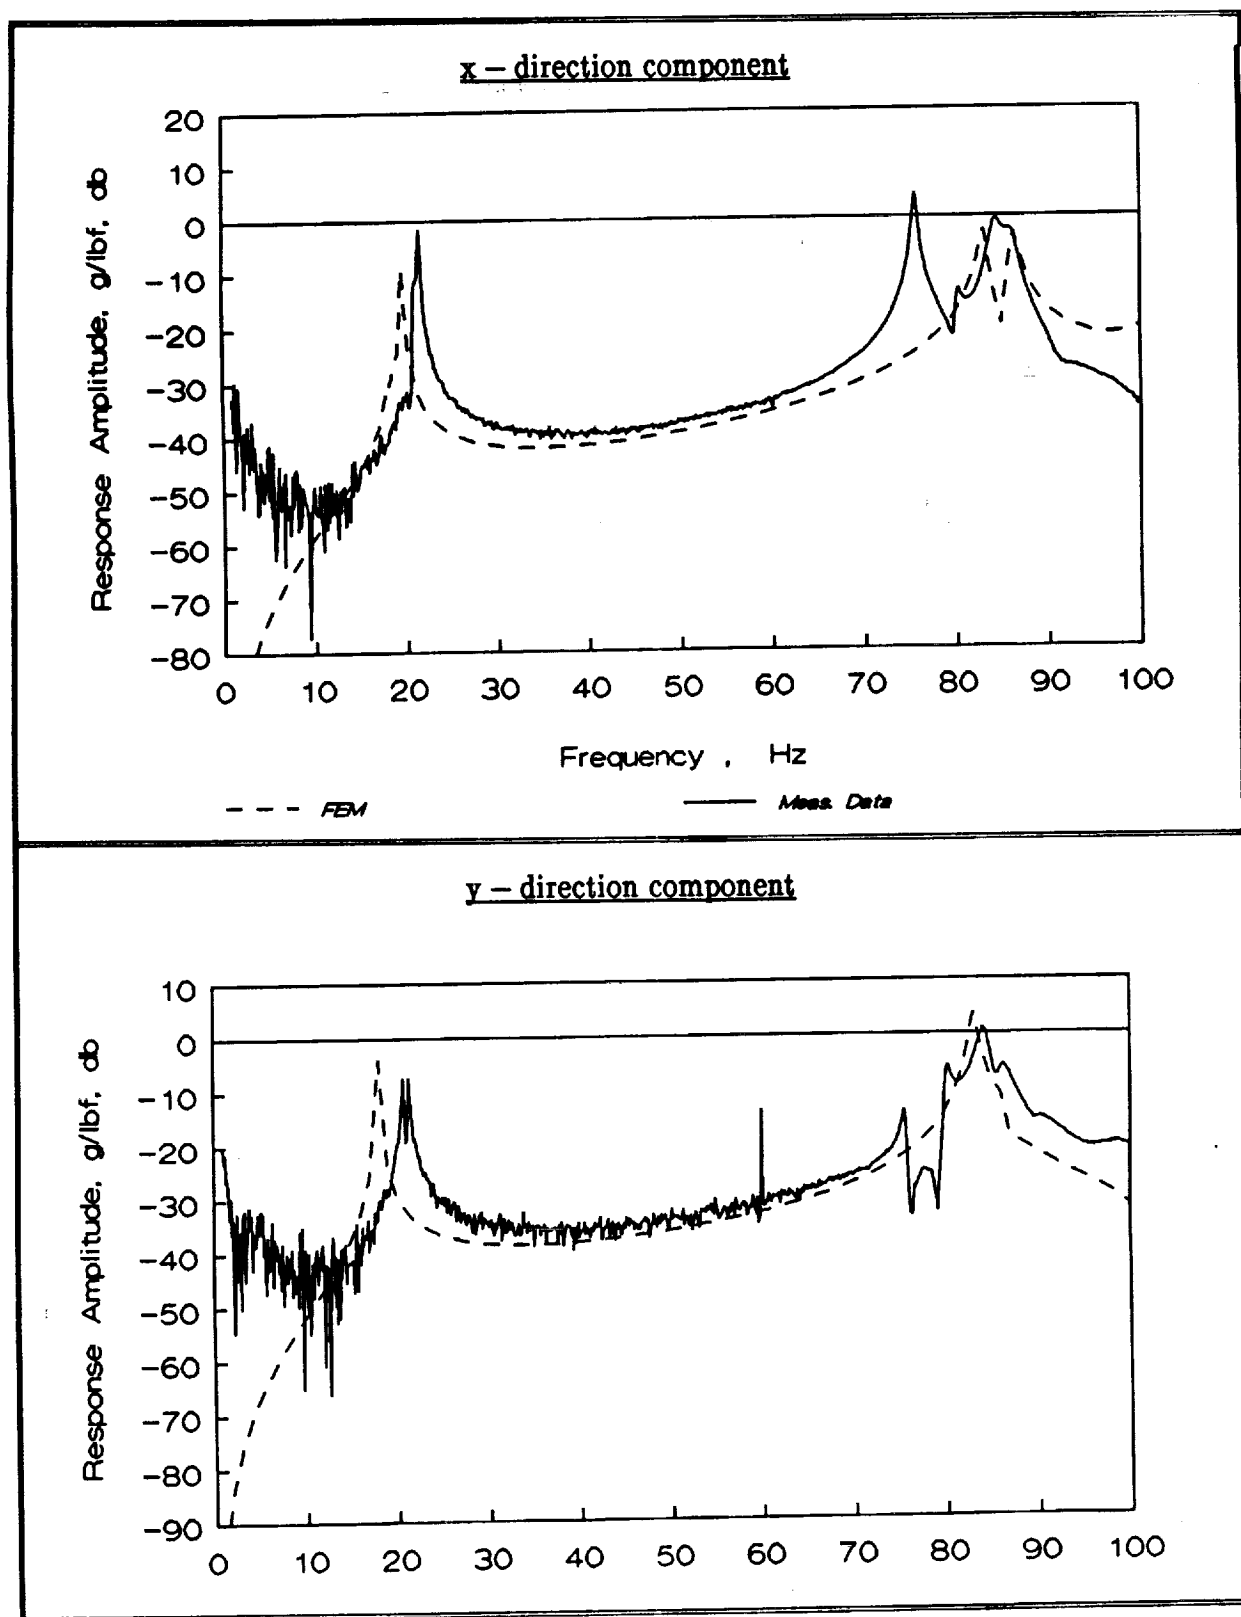 x – direction component
20
10
0
−10
−20
−30
−40
−50
−60
−70
−80
Response Amplitude, g/lbf, db
0 10 20 30 40 50 60 70 80 90 100
Frequency , Hz
FEM
Meas. Data
y – direction component
10
0
−10
−20
−30
−40
−50
−60
−70
−80
−90
Response Amplitude, g/lbf, db
0 10 20 30 40 50 60 70 80 90 100